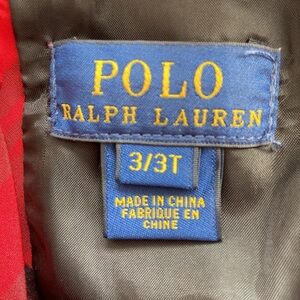 POLO
RALPH LAUREN
3/3T
MADE IN CHINA
FABRIQUE EN
CHINE